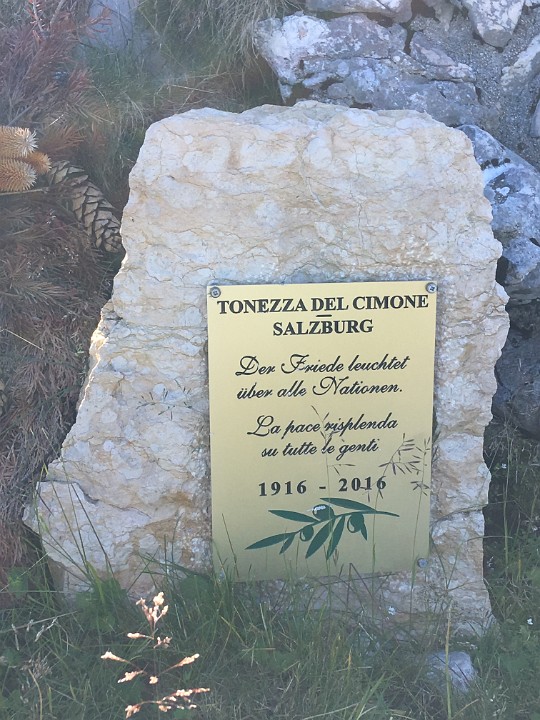 TONEZZA DEL CIMONE
–
SALZBURG
Der Friede leuchtet
über alle Nationen.
La pace risplenda
su tutte le genti
1916 - 2016